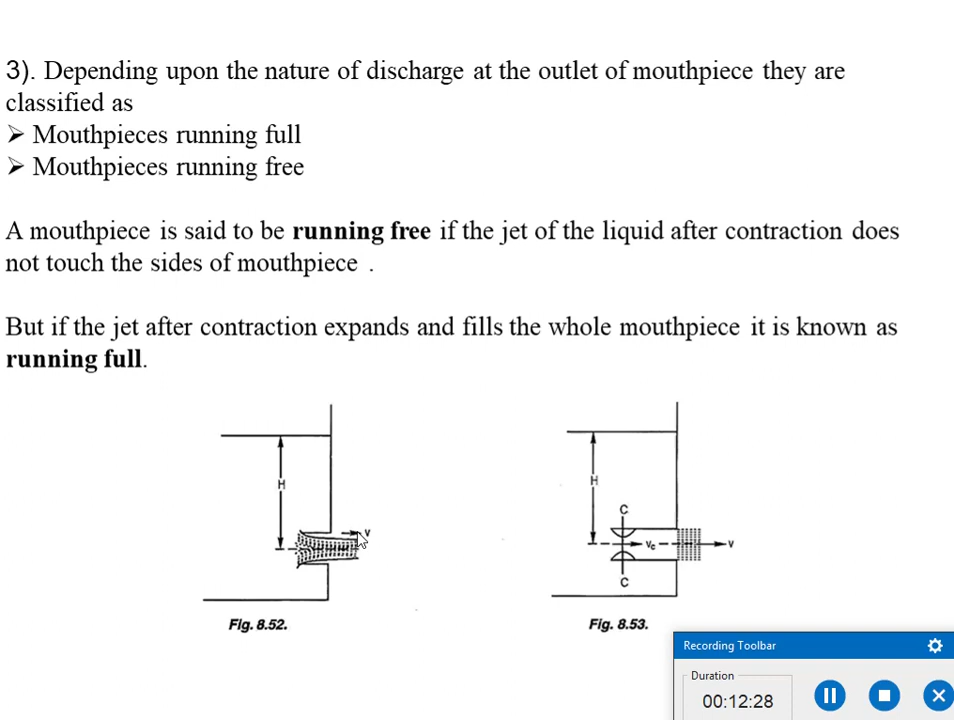 3). Depending upon the nature of discharge at the outlet of mouthpiece they are
classified as
➢ Mouthpieces running full
➢ Mouthpieces running free
A mouthpiece is said to be running free if the jet of the liquid after contraction does
not touch the sides of mouthpiece .
But if the jet after contraction expands and fills the whole mouthpiece it is known as
running full.
H
V
Fig. 8.52.
H
C
Vc
V
C
Fig. 8.53.
Recording Toolbar
Duration
00:12:28